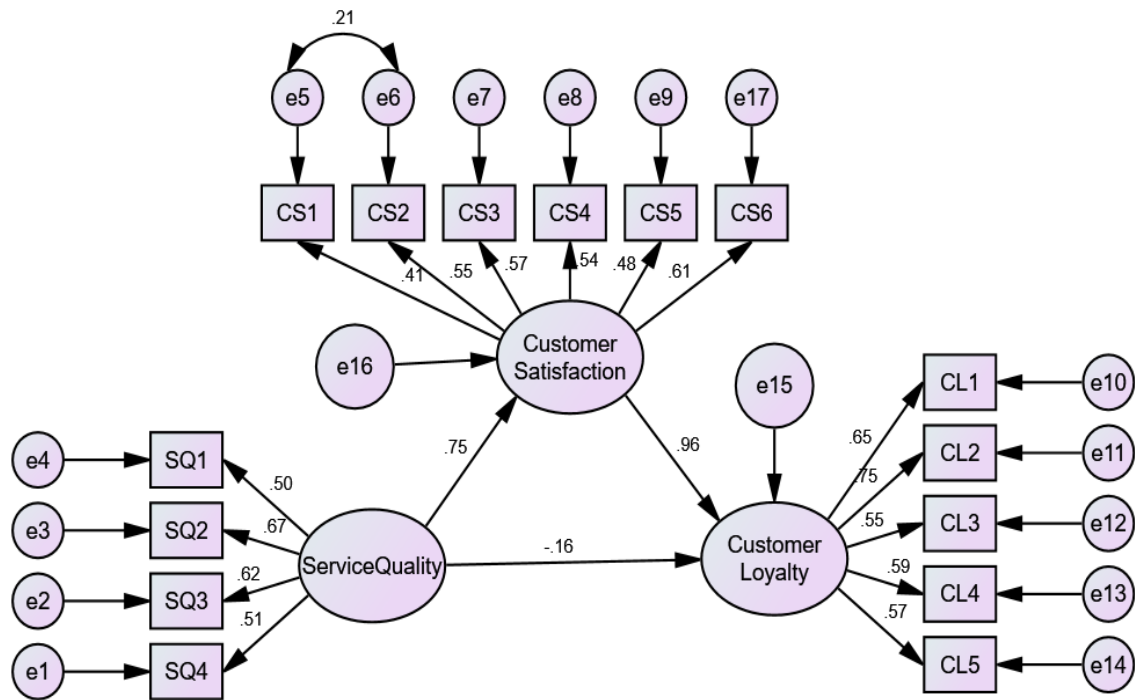 .21
e5 e6 e7 e8 e9 e17
CS1 CS2 CS3 CS4 CS5 CS6
.41 .55 .57 .54 .48 .61
e16
Customer
Satisfaction
e15
.75
.96
-.16
e4 SQ1
e3 SQ2
e2 SQ3
e1 SQ4
.50
.67
.62
.51
ServiceQuality
Customer
Loyalty
.65
.75
.55
.59
.57
CL1 e10
CL2 e11
CL3 e12
CL4 e13
CL5 e14